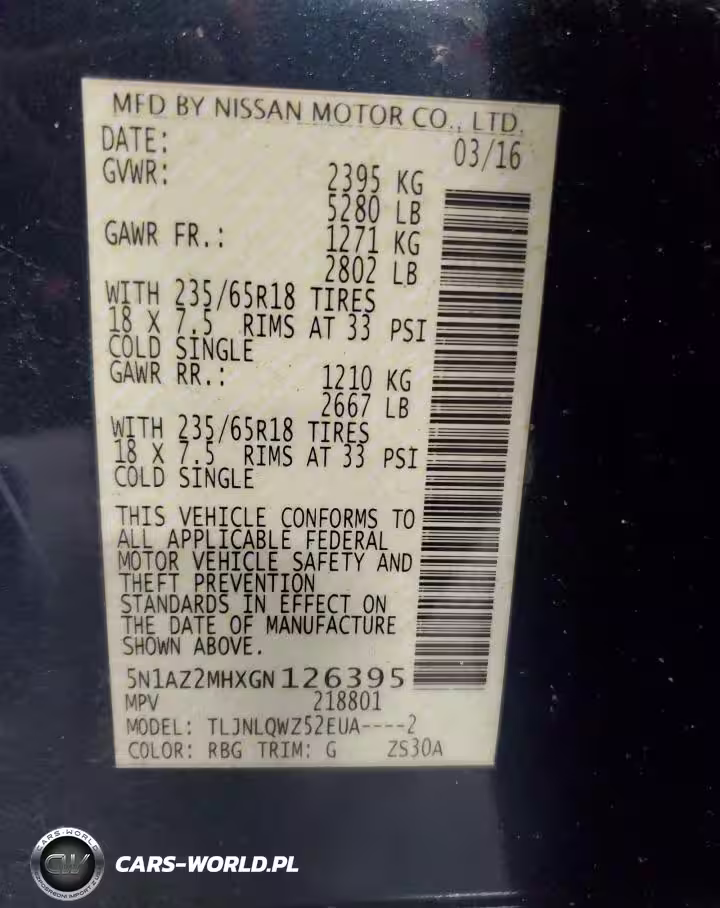 MFD BY NISSAN MOTOR CO., LTD.
DATE: 03/16
GVWR: 2395 KG
5280 LB
GAWR FR.: 1271 KG
2802 LB
WITH 235/65R18 TIRES
18 X 7.5 RIMS AT 33 PSI
COLD SINGLE
GAWR RR.: 1210 KG
2667 LB
WITH 235/65R18 TIRES
18 X 7.5 RIMS AT 33 PSI
COLD SINGLE
THIS VEHICLE CONFORMS TO
ALL APPLICABLE FEDERAL
MOTOR VEHICLE SAFETY AND
THEFT PREVENTION
STANDARDS IN EFFECT ON
THE DATE OF MANUFACTURE
SHOWN ABOVE.
5N1AZ2MHXGN126395
MPV 218801
MODEL: TLJNLQWZ52EUA----2
COLOR: RBG TRIM: G ZS30A
CARS-WORLD
CW
CARS-WORLD.PL